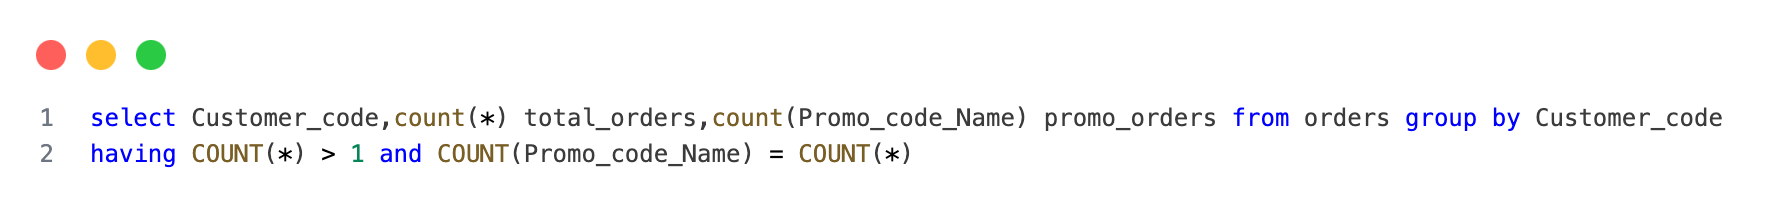 1 select Customer_code,count(*) total_orders,count(Promo_code_Name) promo_orders from orders group by Customer_code
2 having COUNT(*) > 1 and COUNT(Promo_code_Name) = COUNT(*)